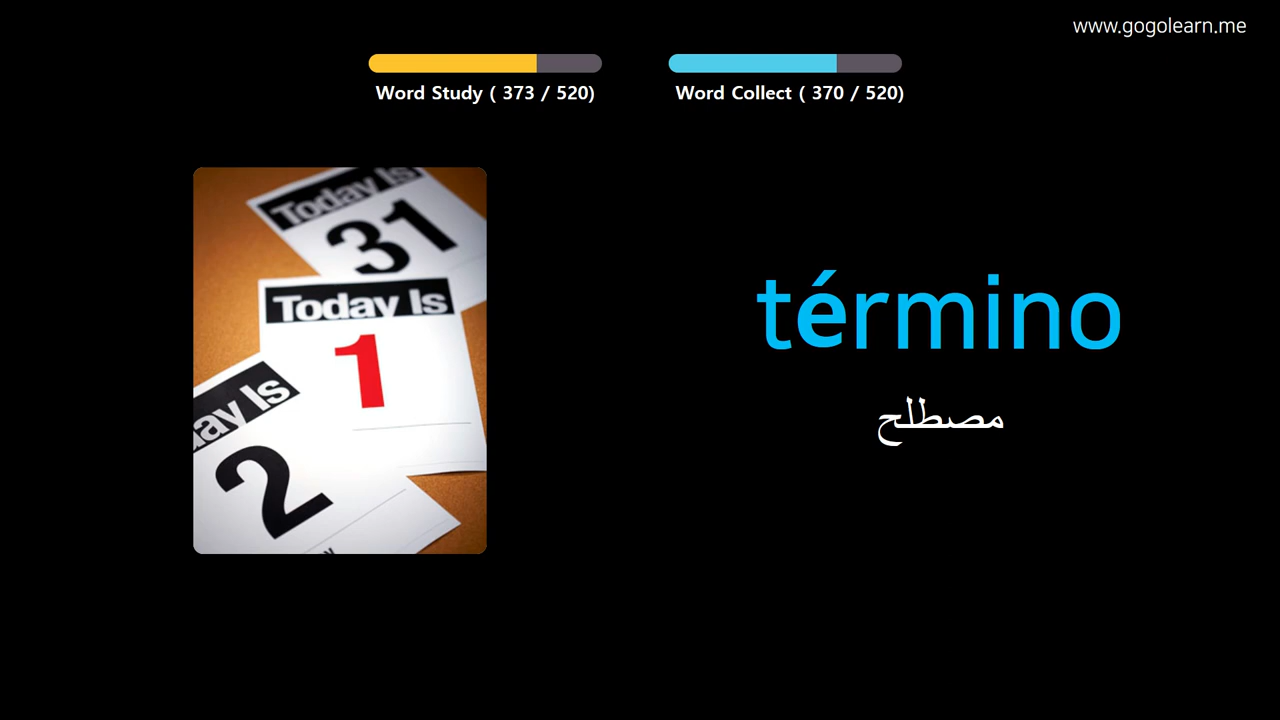 www.gogolearn.me
Word Study ( 373 / 520)
Word Collect ( 370 / 520)
Today Is
31
Today Is
1
ay Is
2
término
مصطلح